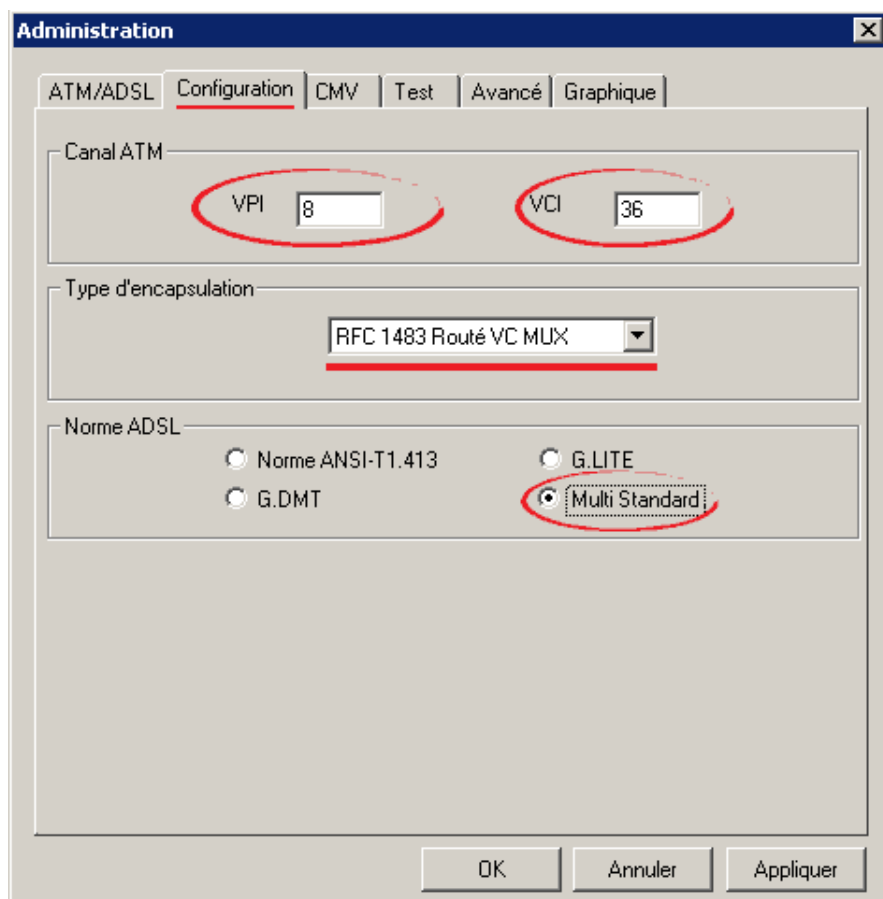 Administration
ATM/ADSL Configuration CMV Test Avancé Graphique
Canal ATM
VPI 8 VCI 36
Type d'encapsulation
RFC 1483 Routé VC MUX
Norme ADSL
Norme ANSI-T1.413 G.LITE
G.DMT Multi Standard
OK Annuler Appliquer